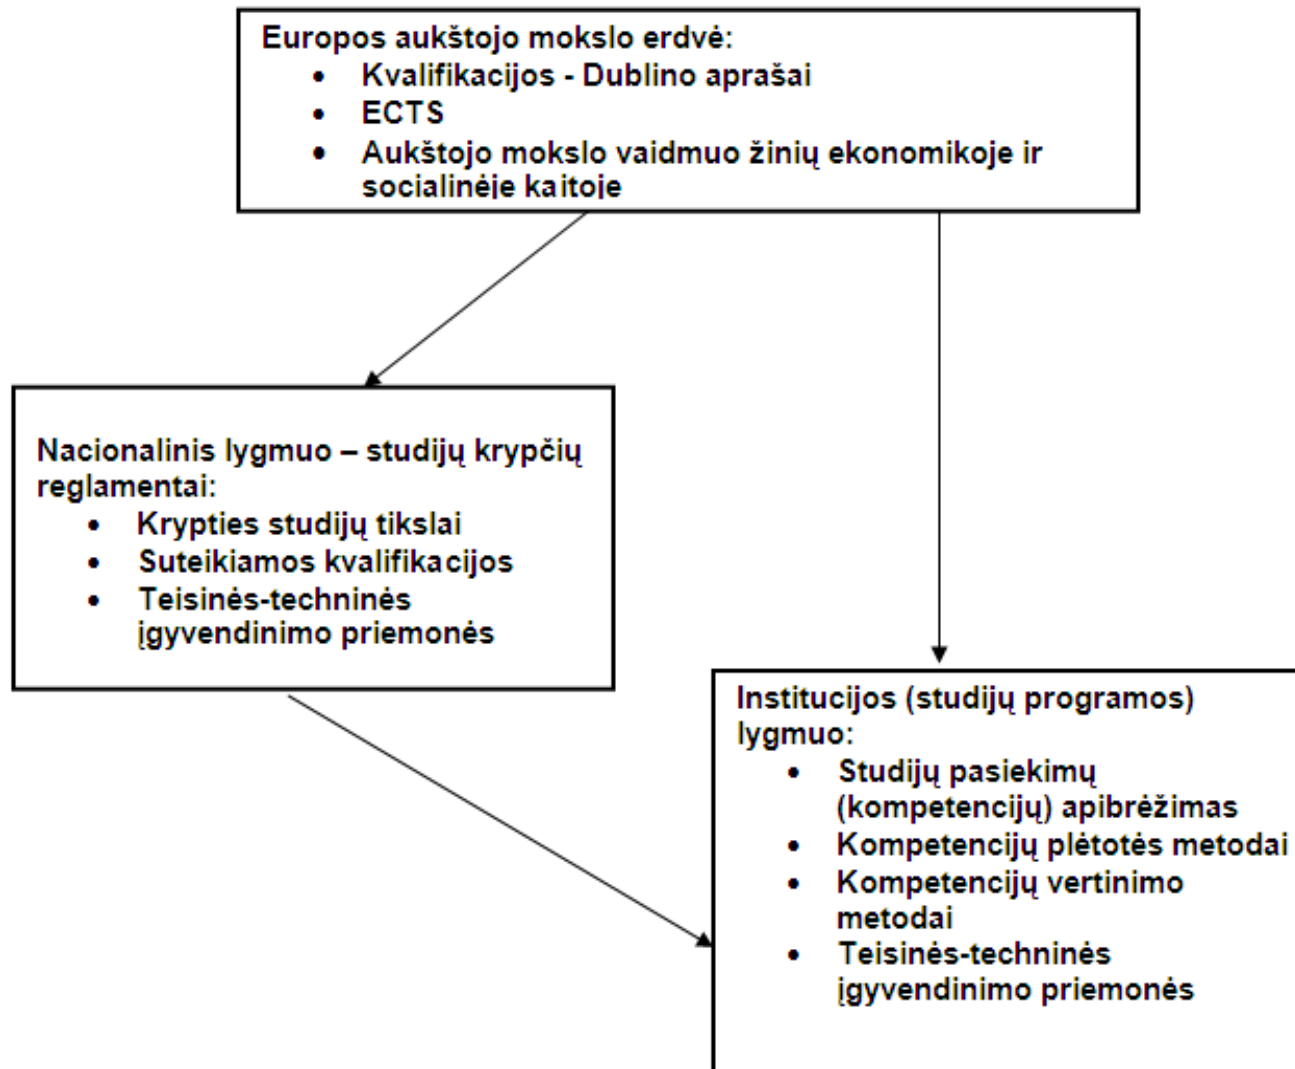 Europos aukštojo mokslo erdvė:
• Kvalifikacijos - Dublino aprašai
• ECTS
• Aukštojo mokslo vaidmuo žinių ekonomikoje ir
socialinėje kaitoje
Nacionalinis lygmuo – studijų krypčių
reglamentai:
• Krypties studijų tikslai
• Suteikiamos kvalifikacijos
• Teisinės-techninės
įgyvendinimo priemonės
Institucijos (studijų programos)
lygmuo:
• Studijų pasiekimų
(kompetencijų) apibrėžimas
• Kompetencijų plėtotės metodai
• Kompetencijų vertinimo
metodai
• Teisinės-techninės
įgyvendinimo priemonės